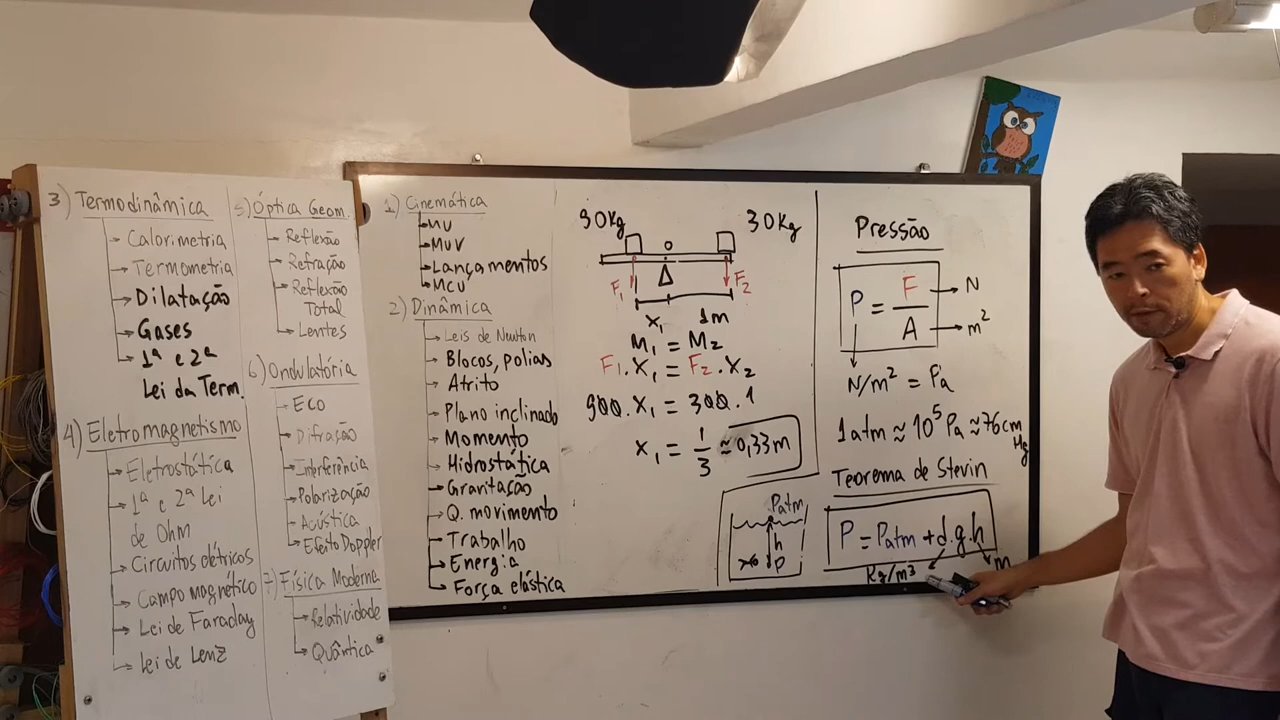 3) Termodinâmica
Calorimetria
Termometria
Dilatação
Gases
1ª e 2ª
Lei da Term.
4) Eletromagnetismo
Eletrostática
1ª e 2ª Lei
de Ohm
Circuitos elétricos
Campo magnético
Lei de Faraday
Lei de Lenz
5) Óptica Geom.
Reflexão
Refração
Reflexão
Total
Lentes
6) Ondulatória
Eco
Difração
Interferência
Polarização
Acústica
Efeito Doppler
7) Física Moderna
Relatividade
Quântica
1) Cinemática
MU
MUV
Lançamentos
MCU
2) Dinâmica
Leis de Newton
Blocos, polias
Atrito
Plano inclinado
Momento
Hidrostática
Gravitação
Q. movimento
Trabalho
Energia
Força elástica
90Kg 30Kg
O
F₁ F₂
X₁ 1m
M₁ = M₂
F₁.X₁ = F₂.X₂
900.X₁ = 300.1
X₁ = 1/3 ≈ 0,33m
Patm
h
P
Pressão
P = F/A
N
m²
N/m² = Pa
1atm ≈ 10⁵ Pa ≈ 76cm
Hg
Teorema de Stevin
P = Patm + d.g.h
Kg/m³ m